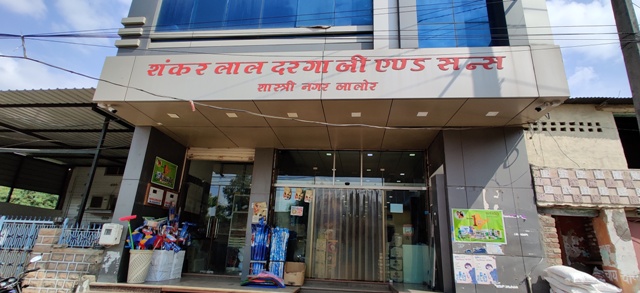 शंकर लाल दरगा जी एण्ड सन्स
शास्त्री नगर जालोर